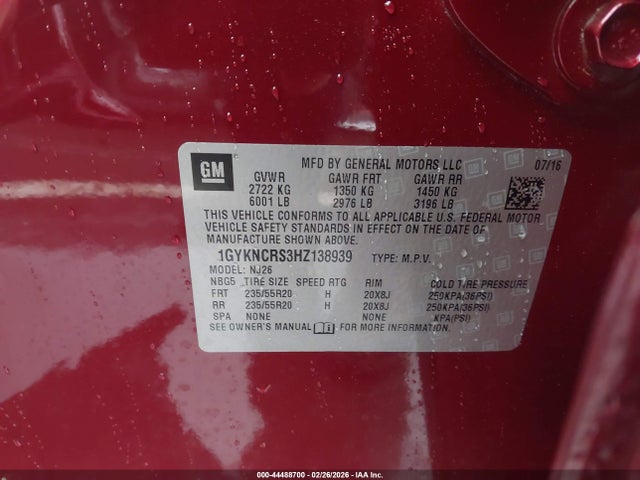 GM
MFD BY GENERAL MOTORS LLC 07/16
GVWR GAWR FRT GAWR RR
2722 KG 1350 KG 1450 KG
6001 LB 2976 LB 3196 LB
THIS VEHICLE CONFORMS TO ALL APPLICABLE U.S. FEDERAL MOTOR
VEHICLE SAFETY STANDARDS IN EFFECT ON THE DATE OF
MANUFACTURE SHOWN ABOVE.
1GYKNCRS3HZ138939 TYPE: M.P.V.
MODEL: NJ26
NBG5 TIRE SIZE SPEED RTG RIM COLD TIRE PRESSURE
FRT 235/55R20 H 20X8J 250KPA(36PSI)
RR 235/55R20 H 20X8J 250KPA(36PSI)
SPA NONE NONE KPA(PSI)
SEE OWNER'S MANUAL FOR MORE INFORMATION.
000-44488700 - 02/26/2026 - IAA Inc.